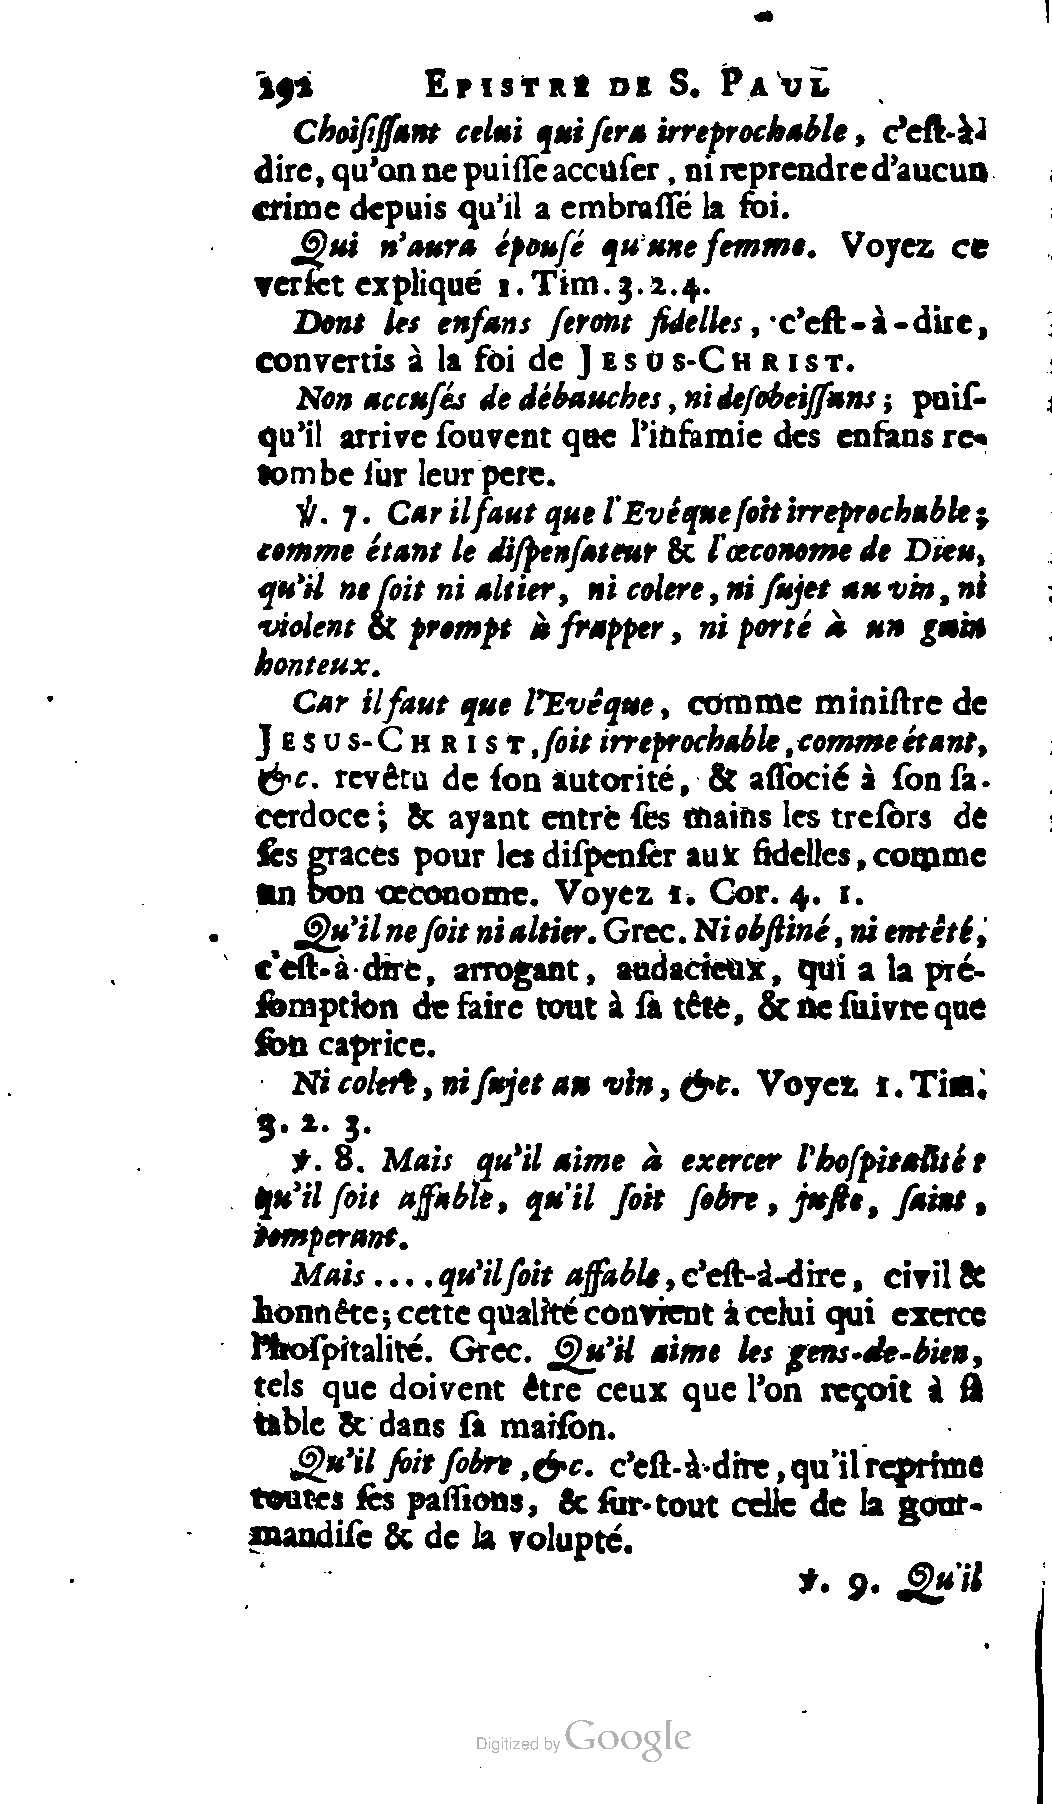 292 EPISTRE DE S. PAUL
Choiſiſſant celui qui ſera irreprochable, c'eſt-à-
dire, qu'on ne puiſſe accuſer, ni reprendre d'aucun
crime depuis qu'il a embraſſé la foi.
Qui n'aura épouſé qu'une femme. Voyez ce
verſet expliqué 1. Tim. 3. 2. 4.
Dont les enfans ſeront fidelles, c'eſt-à-dire,
convertis à la foi de JESUS-CHRIST.
Non accuſés de débauches, ni deſobeiſſans; puiſ-
qu'il arrive ſouvent que l'infamie des enfans re-
tombe ſur leur pere.
℣. 7. Car il faut que l'Evéque ſoit irreprochable;
comme étant le diſpenſateur & l'œconome de Dieu,
qu'il ne ſoit ni altier, ni colere, ni ſujet au vin, ni
violent & prompt à frapper, ni porté à un gain
honteux.
Car il faut que l'Evêque, comme miniſtre de
JESUS-CHRIST, ſoit irreprochable, comme étant,
&c. revêtu de ſon autorité, & aſſocié à ſon ſa-
cerdoce; & ayant entre ſes mains les treſors de
ſes graces pour les diſpenſer aux fidelles, comme
un bon œconome. Voyez 1. Cor. 4. 1.
Qu'il ne ſoit ni altier. Grec. Ni obſtiné, ni entêté,
c'eſt-à-dire, arrogant, audacieux, qui a la pré-
ſomption de faire tout à ſa tête, & ne ſuivre que
ſon caprice.
Ni colere, ni ſujet au vin, &c. Voyez 1. Tim.
3. 2. 3.
℣. 8. Mais qu'il aime à exercer l'hoſpitalité:
qu'il ſoit affable, qu'il ſoit ſobre, juſte, ſaint,
temperant.
Mais .... qu'il ſoit affable, c'eſt-à-dire, civil &
honnête; cette qualité convient à celui qui exerce
l'hoſpitalité. Grec. Qu'il aime les gens-de-bien,
tels que doivent être ceux que l'on reçoit à ſa
table & dans ſa maiſon.
Qu'il ſoit ſobre, &c. c'eſt-à-dire, qu'il reprime
toutes ſes paſſions, & ſur-tout celle de la gour-
mandiſe & de la volupté.
℣. 9. Qu'il
Digitized by Google